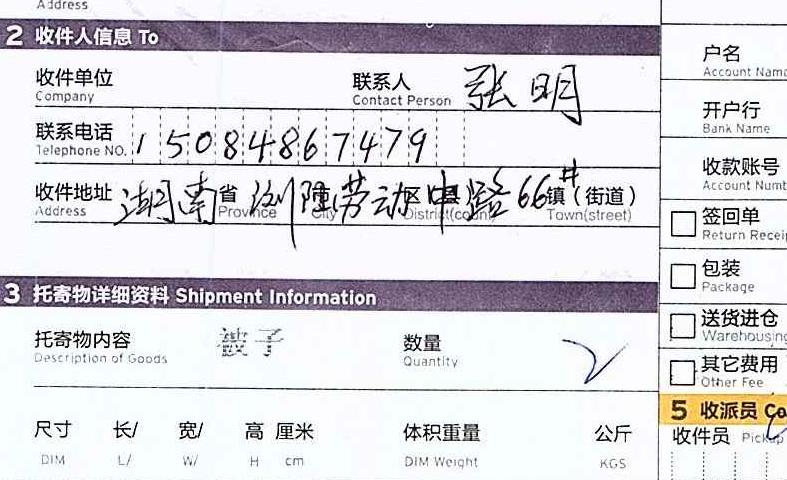 Address
2 收件人信息 To
收件单位 联系人 张明
Company Contact Person
户名
Account Name
联系电话 15084867479
Telephone NO.
开户行
Bank Name
收件地址 湖南省 浏阳 劳动中路66# 区县 镇(街道)
Address Province City District(county) Town(street)
收款账号
Account Numb
签回单
Return Receip
3 托寄物详细资料 Shipment Information
包装
Package
托寄物内容 被子 数量 2
Description of Goods Quantity
送货进仓
Warehousing
其它费用
Other Fee
尺寸 长/ 宽/ 高 厘米 体积重量 公斤
DIM L/ W/ H cm DIM Weight KGS
5 收派员 Co
收件员 Pickup